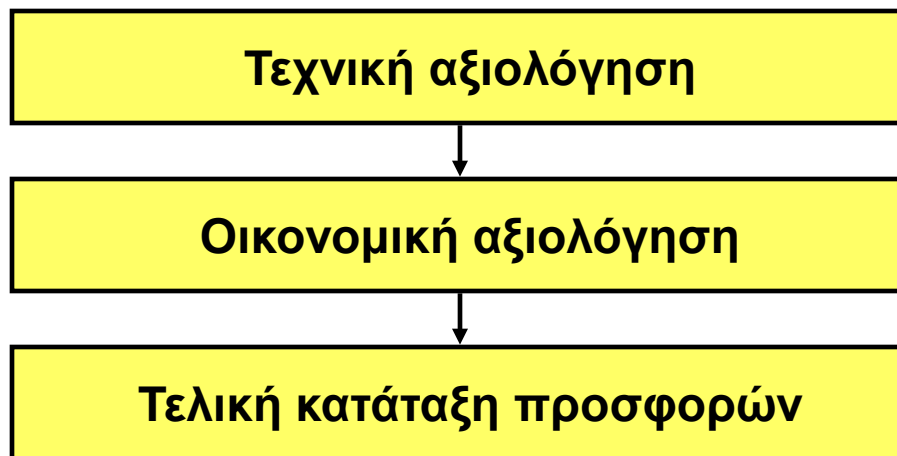 Τεχνική αξιολόγηση
Οικονομική αξιολόγηση
Τελική κατάταξη προσφορών